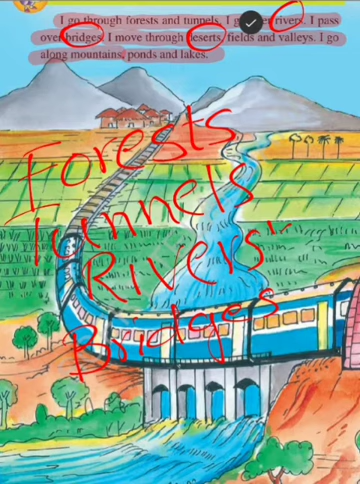 I go through forests and tunnels. I g er rivers. I pass
over bridges. I move through deserts, fields and valleys. I go
along mountains, ponds and lakes.
Forests
Tunnels
Rivers
Bridges